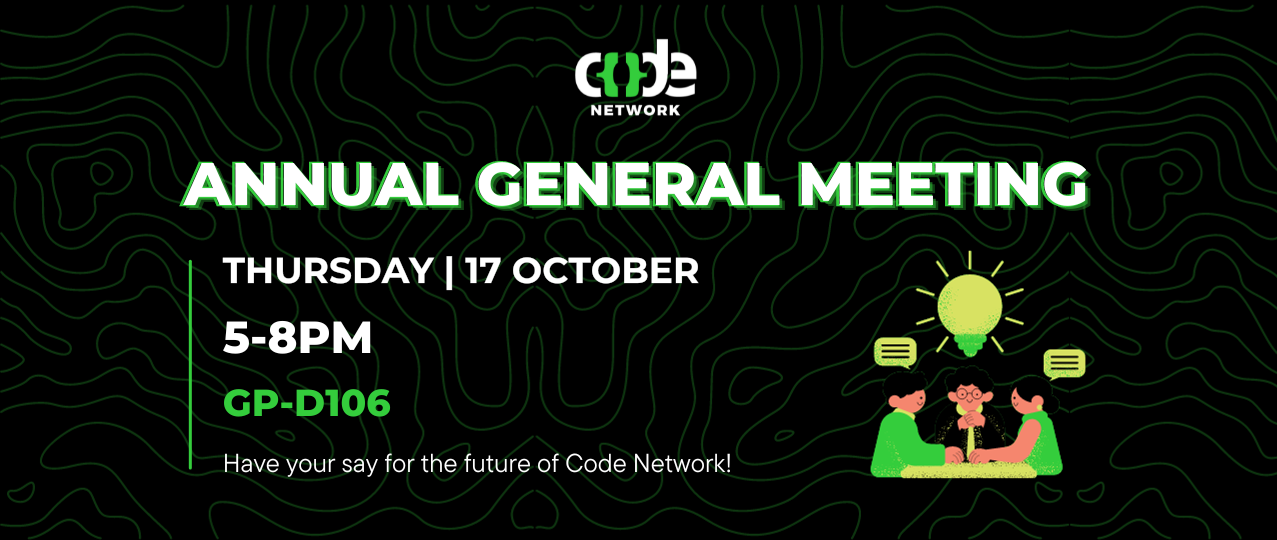 code
NETWORK
ANNUAL GENERAL MEETING
THURSDAY | 17 OCTOBER
5-8PM
GP-D106
Have your say for the future of Code Network!